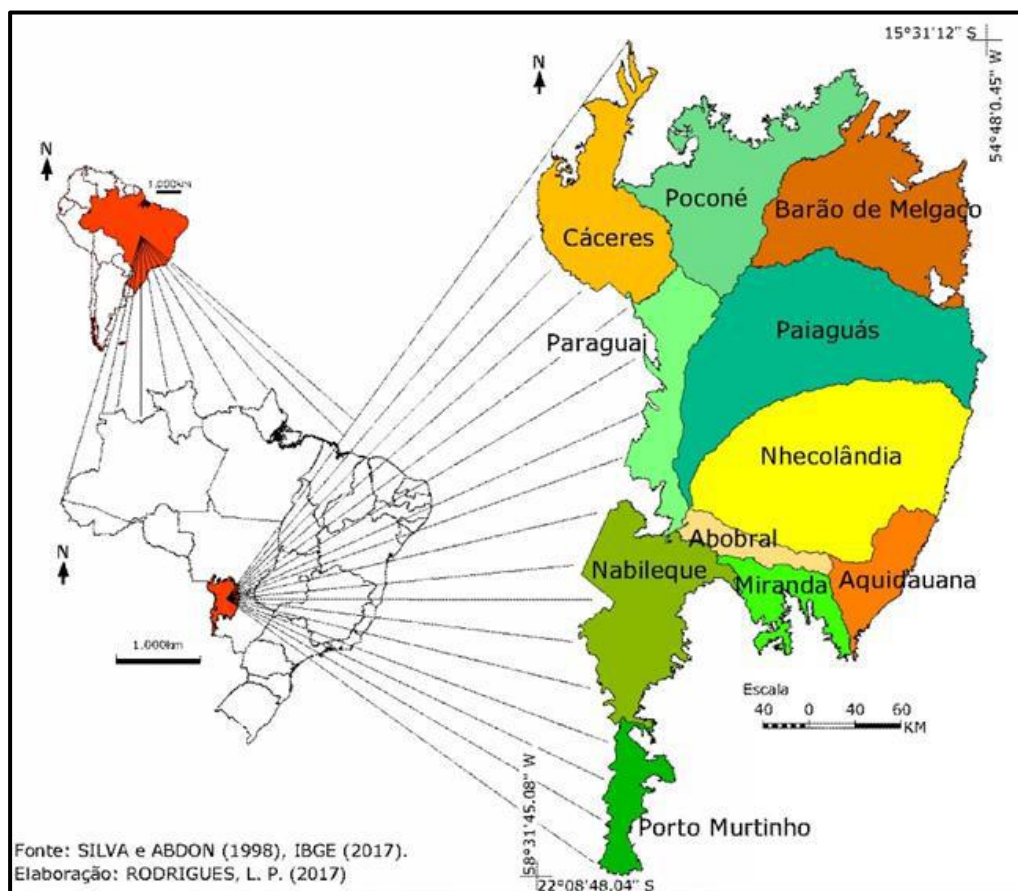 15°31'12" S
54°48'0.45" W
N
N
1.000km
Poconé
Barão de Melgaço
Cáceres
Paraguai
Paiaguás
Nhecolândia
Abobral
N
Nabileque
Miranda
Aquidauana
1.000km
Escala
40 0 40 60
KM
58°31'45.08" W
Porto Murtinho
Fonte: SILVA e ABDON (1998), IBGE (2017).
Elaboração: RODRIGUES, L. P. (2017)
22°08'48.04" S